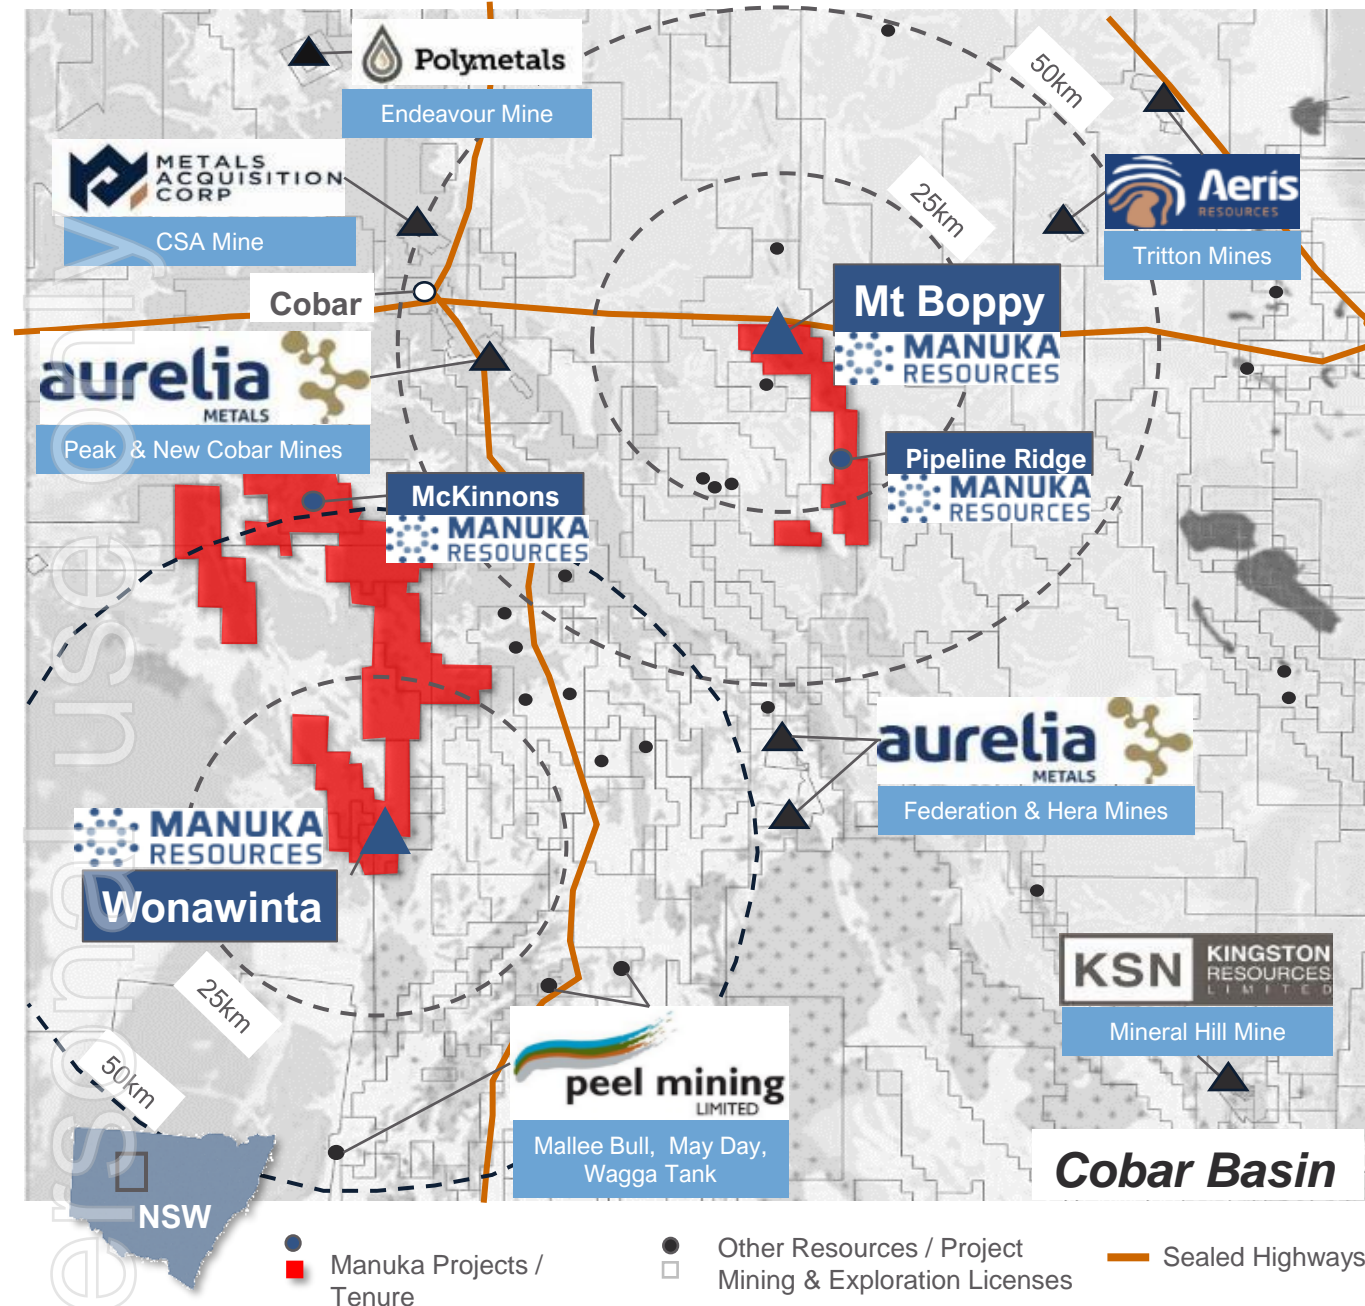 Polymetals
Endeavour Mine
50km
METALS
ACQUISITION
CORP
CSA Mine
25km
Aeris
RESOURCES
Tritton Mines
Cobar
Mt Boppy
MANUKA
RESOURCES
aurelia
METALS
Peak & New Cobar Mines
Pipeline Ridge
MANUKA
RESOURCES
McKinnons
MANUKA
RESOURCES
aurelia
METALS
Federation & Hera Mines
MANUKA
RESOURCES
Wonawinta
25km
50km
KSN
KINGSTON
RESOURCES
LIMITED
Mineral Hill Mine
peel mining
LIMITED
Mallee Bull, May Day,
Wagga Tank
Cobar Basin
NSW
Manuka Projects /
Tenure
Other Resources / Project
Mining & Exploration Licenses
Sealed Highways
ersonal use only